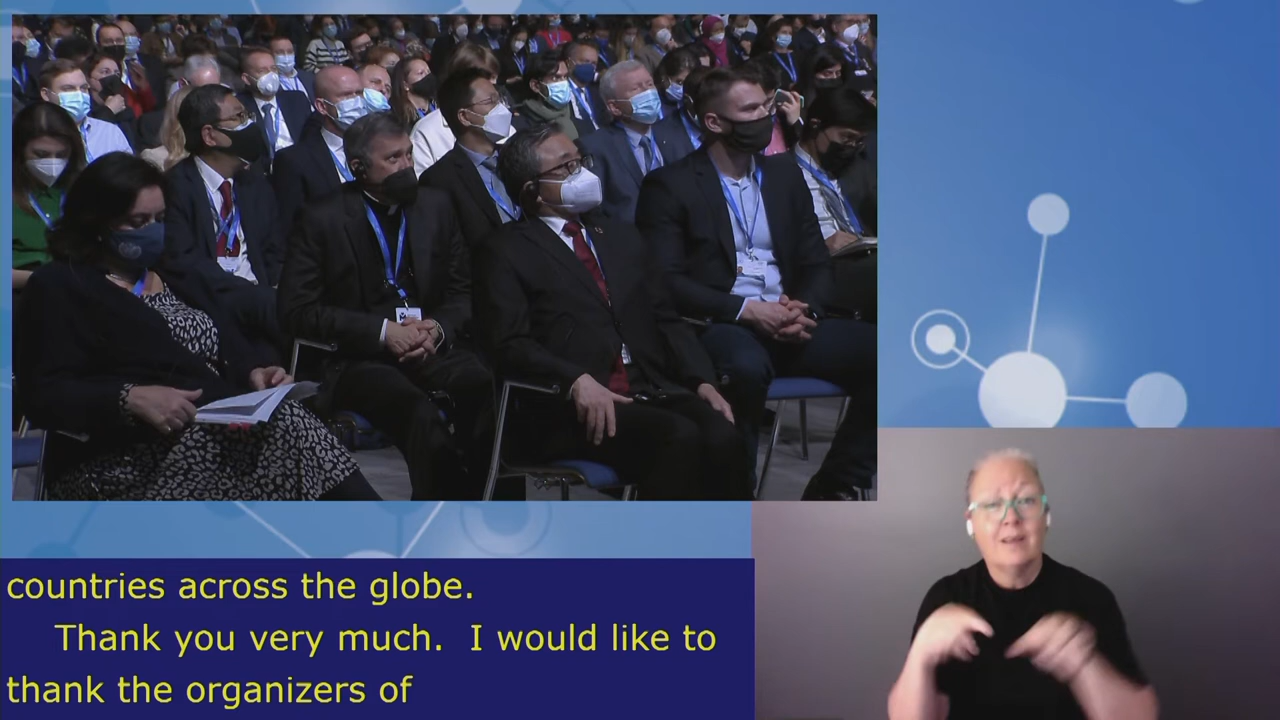 countries across the globe.
Thank you very much.  I would like to
thank the organizers of